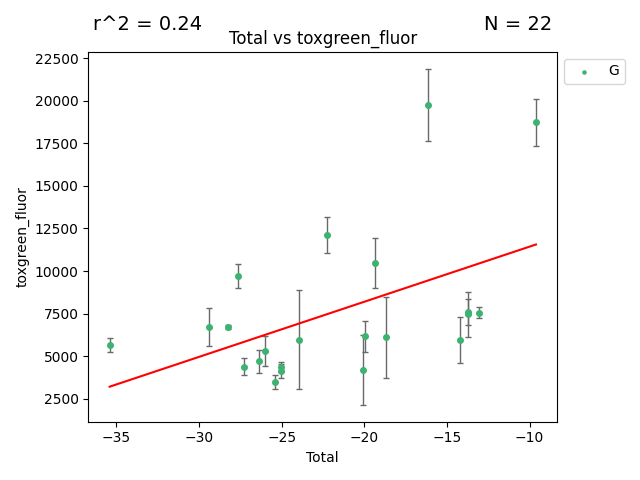 r^2 = 0.24
N = 22
Total vs toxgreen_fluor
G
22500
20000
17500
15000
12500
10000
7500
5000
2500
toxgreen_fluor
−35
−30
−25
−20
−15
−10
Total